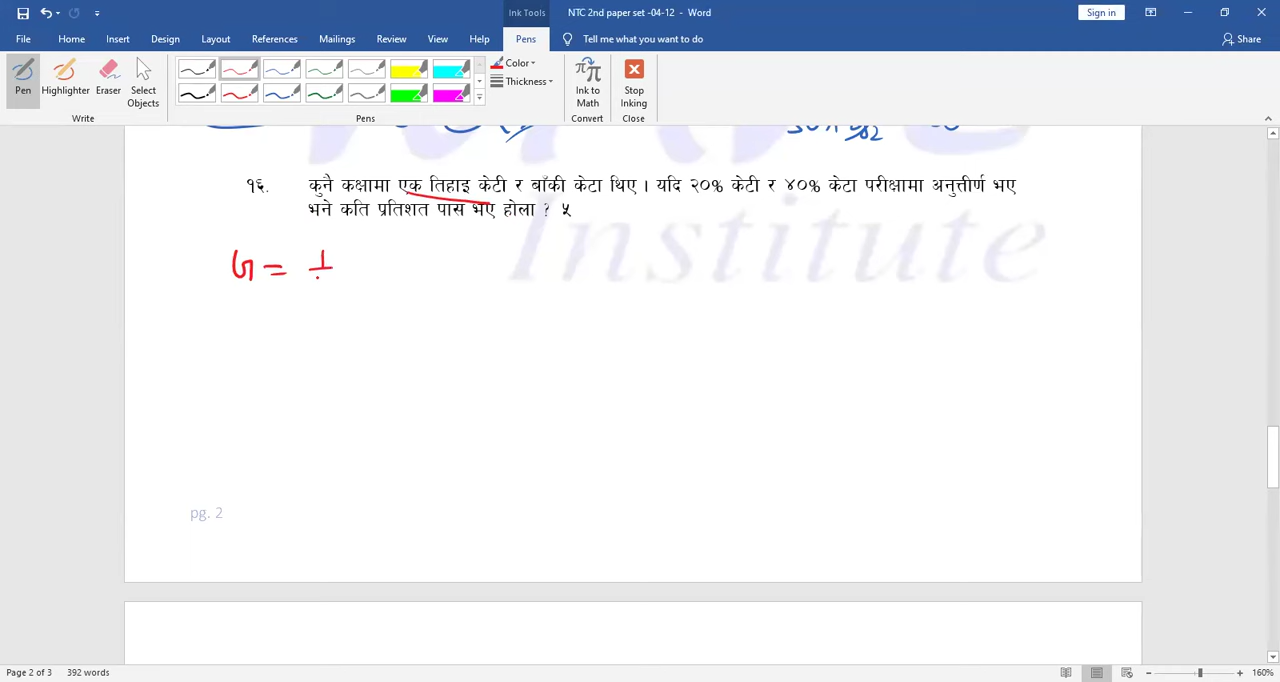 NTC 2nd paper set -04-12 - Word
Ink Tools
Sign in
File Home Insert Design Layout References Mailings Review View Help Pens Tell me what you want to do Share
Pen Highlighter Eraser Select Objects
Color
Thickness
Ink to Math
Stop Inking
Write Pens Convert Close
१६. कुनै कक्षामा एक तिहाइ केटी र बाँकी केटा थिए । यदि २०% केटी र ४०% केटा परीक्षामा अनुत्तीर्ण भए
भने कति प्रतिशत पास भए होला ? ५
Institute
G = 1
pg. 2
Page 2 of 3 392 words 160%